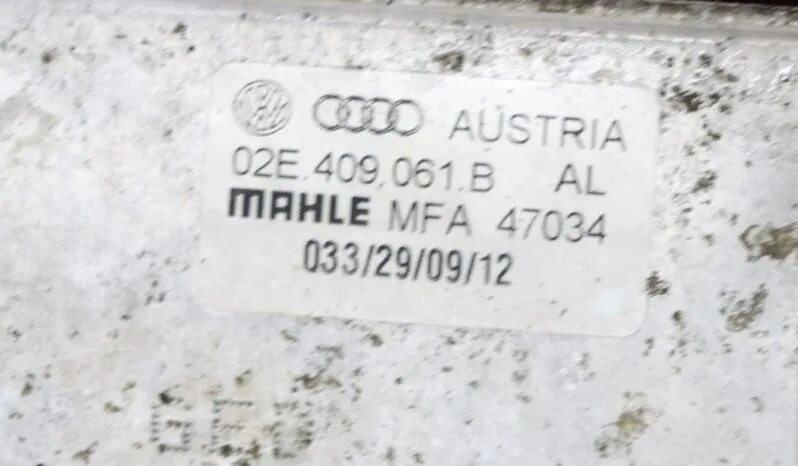 AUSTRIA
02E.409.061.B AL
MAHLE MFA 47034
033/29/09/12